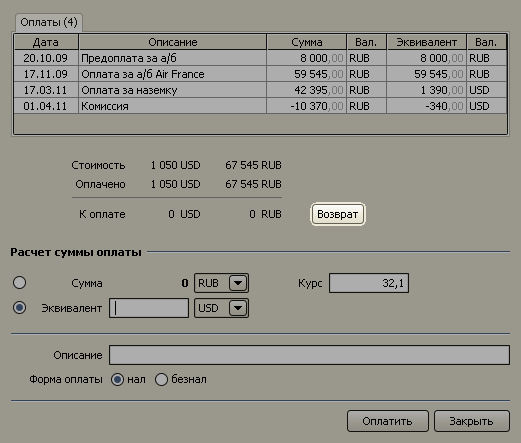 Оплаты (4)
Дата Описание Сумма Вал. Эквивалент Вал.
20.10.09 Предоплата за а/б 8 000,00 RUB 8 000,00 RUB
17.11.09 Оплата за а/б Air France 59 545,00 RUB 59 545,00 RUB
17.03.11 Оплата за наземку 42 395,00 RUB 1 390,00 USD
01.04.11 Комиссия -10 370,00 RUB -340,00 USD
Стоимость 1 050 USD 67 545 RUB
Оплачено 1 050 USD 67 545 RUB
К оплате 0 USD 0 RUB Возврат
Расчет суммы оплаты
Сумма 0 RUB Курс 32,1
Эквивалент USD
Описание
Форма оплаты нал безнал
Оплатить Закрыть